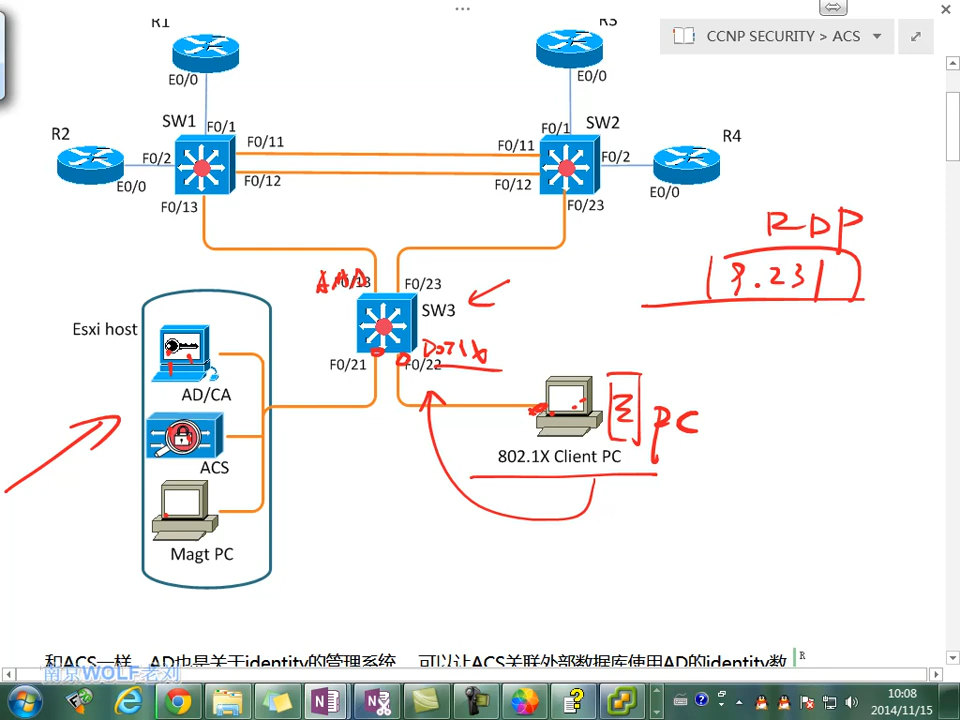 CCNP SECURITY > ACS
R1
R3
E0/0
E0/0
SW1
F0/1
F0/1
SW2
R2
R4
F0/11
F0/11
F0/2
F0/2
E0/0
F0/12
F0/12
E0/0
F0/13
F0/23
RDP
9.231
AAA
F0/23
SW3
Esxi host
Dot1x
F0/21
F0/22
AD/CA
PC
802.1X Client PC
ACS
Magt PC
和ACS一样,AD也是关于identity的管理系统,可以让ACS关联外部数据库使用AD的identity数
R
南京WOLF老刘
10:08
2014/11/15